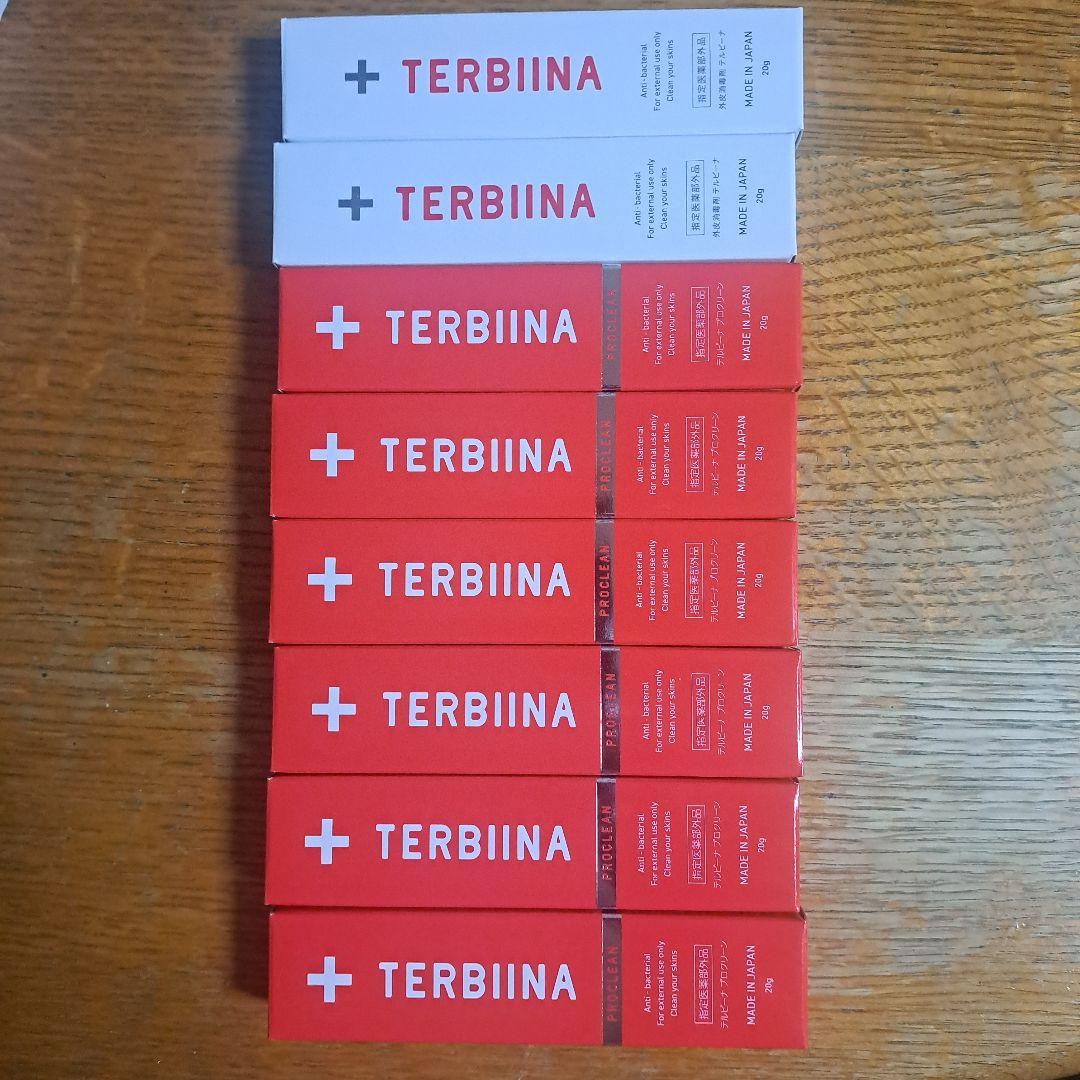 TERBIINA
Anti-bacterial
For external use only
Clean your skins
指定医薬部外品
外皮消毒剤 テルビーナ
MADE IN JAPAN
20g
TERBIINA
Anti-bacterial
For external use only
Clean your skins
指定医薬部外品
外皮消毒剤 テルビーナ
MADE IN JAPAN
20g
TERBIINA
PROCLEAN
Anti-bacterial
For external use only
Clean your skins
指定医薬部外品
テルビーナ プロクリーン
MADE IN JAPAN
20g
TERBIINA
PROCLEAN
Anti-bacterial
For external use only
Clean your skins
指定医薬部外品
テルビーナ プロクリーン
MADE IN JAPAN
20g
TERBIINA
PROCLEAN
Anti-bacterial
For external use only
Clean your skins
指定医薬部外品
テルビーナ プロクリーン
MADE IN JAPAN
20g
TERBIINA
PROCLEAN
Anti-bacterial
For external use only
Clean your skins
指定医薬部外品
テルビーナ プロクリーン
MADE IN JAPAN
20g
TERBIINA
PROCLEAN
Anti-bacterial
For external use only
Clean your skins
指定医薬部外品
テルビーナ プロクリーン
MADE IN JAPAN
20g
TERBIINA
PROCLEAN
Anti-bacterial
For external use only
Clean your skins
指定医薬部外品
テルビーナ プロクリーン
MADE IN JAPAN
20g